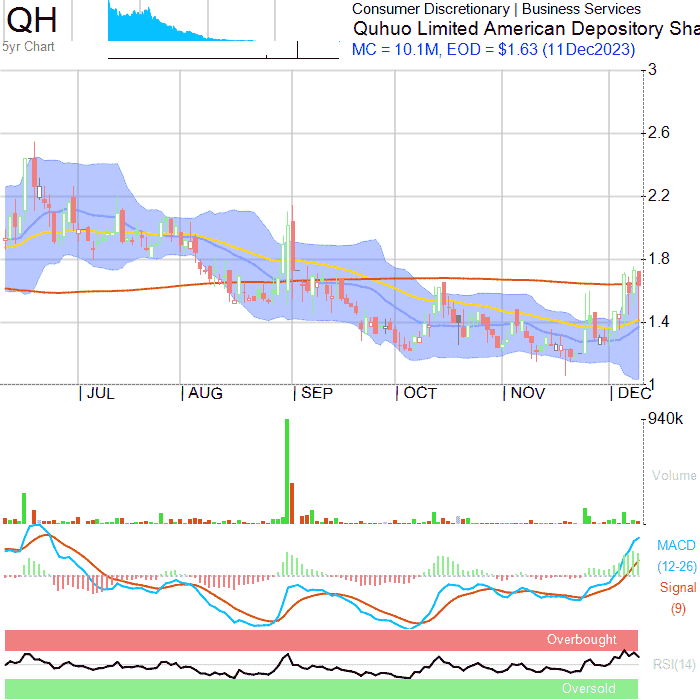 QH
5yr Chart
Consumer Discretionary | Business Services
Quhuo Limited American Depository Sha
MC = 10.1M, EOD = $1.63 (11Dec2023)
3
2.6
2.2
1.8
1.4
1
JUL AUG SEP OCT NOV DEC
940k
Volume
MACD
(12-26)
Signal
(9)
Overbought
RSI(14)
Oversold